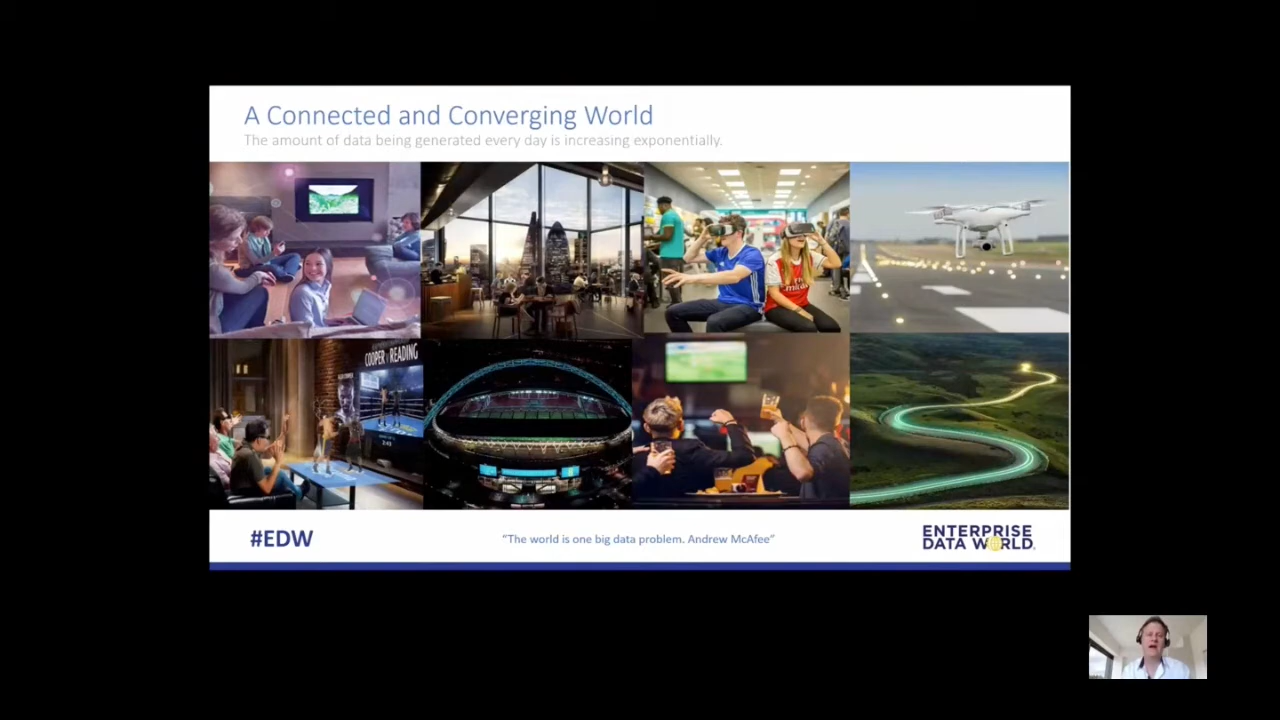 A Connected and Converging World
The amount of data being generated every day is increasing exponentially.
COOPER v READING
#EDW
“The world is one big data problem. Andrew McAfee”
ENTERPRISE
DATA WORLD.